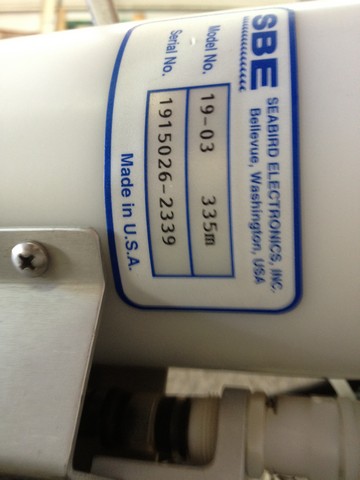 SBE SEABIRD ELECTRONICS, INC.
Bellevue, Washington, USA
Model No. 19-03 335m
Serial No. 1915026-2339
Made in U.S.A.